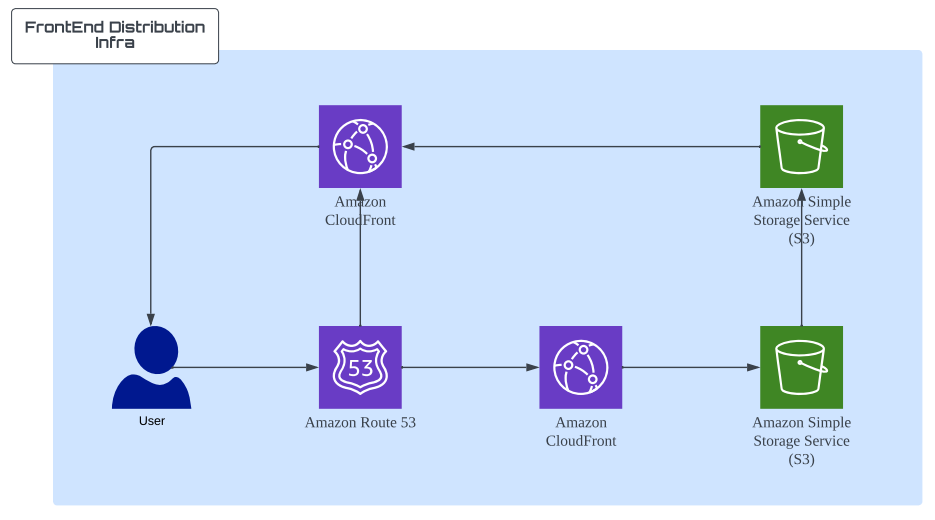 FrontEnd Distribution
Infra
Amazon
CloudFront
Amazon Simple
Storage Service
(S3)
53
User
Amazon Route 53
Amazon
CloudFront
Amazon Simple
Storage Service
(S3)